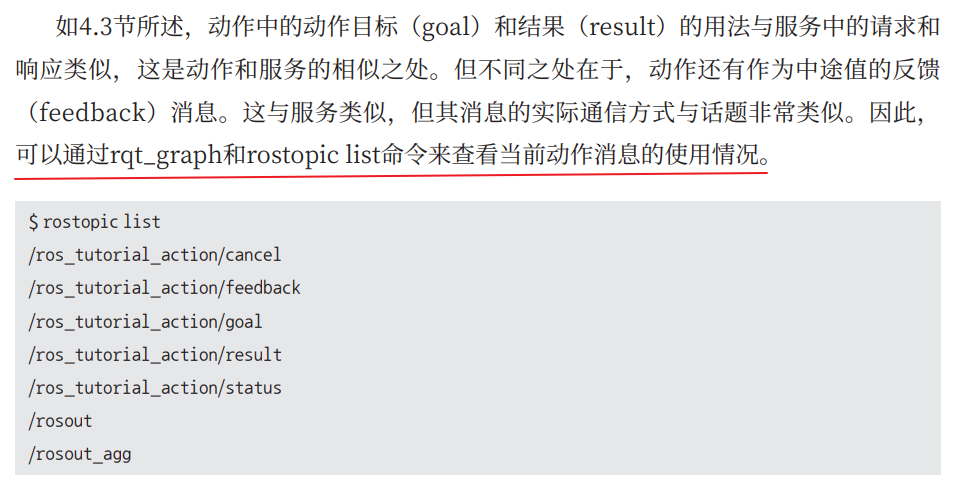 如4.3节所述，动作中的动作目标（goal）和结果（result）的用法与服务中的请求和
响应类似，这是动作和服务的相似之处。但不同之处在于，动作还有作为中途值的反馈
（feedback）消息。这与服务类似，但其消息的实际通信方式与话题非常类似。因此，
可以通过rqt_graph和rostopic list命令来查看当前动作消息的使用情况。
$ rostopic list
/ros_tutorial_action/cancel
/ros_tutorial_action/feedback
/ros_tutorial_action/goal
/ros_tutorial_action/result
/ros_tutorial_action/status
/rosout
/rosout_agg